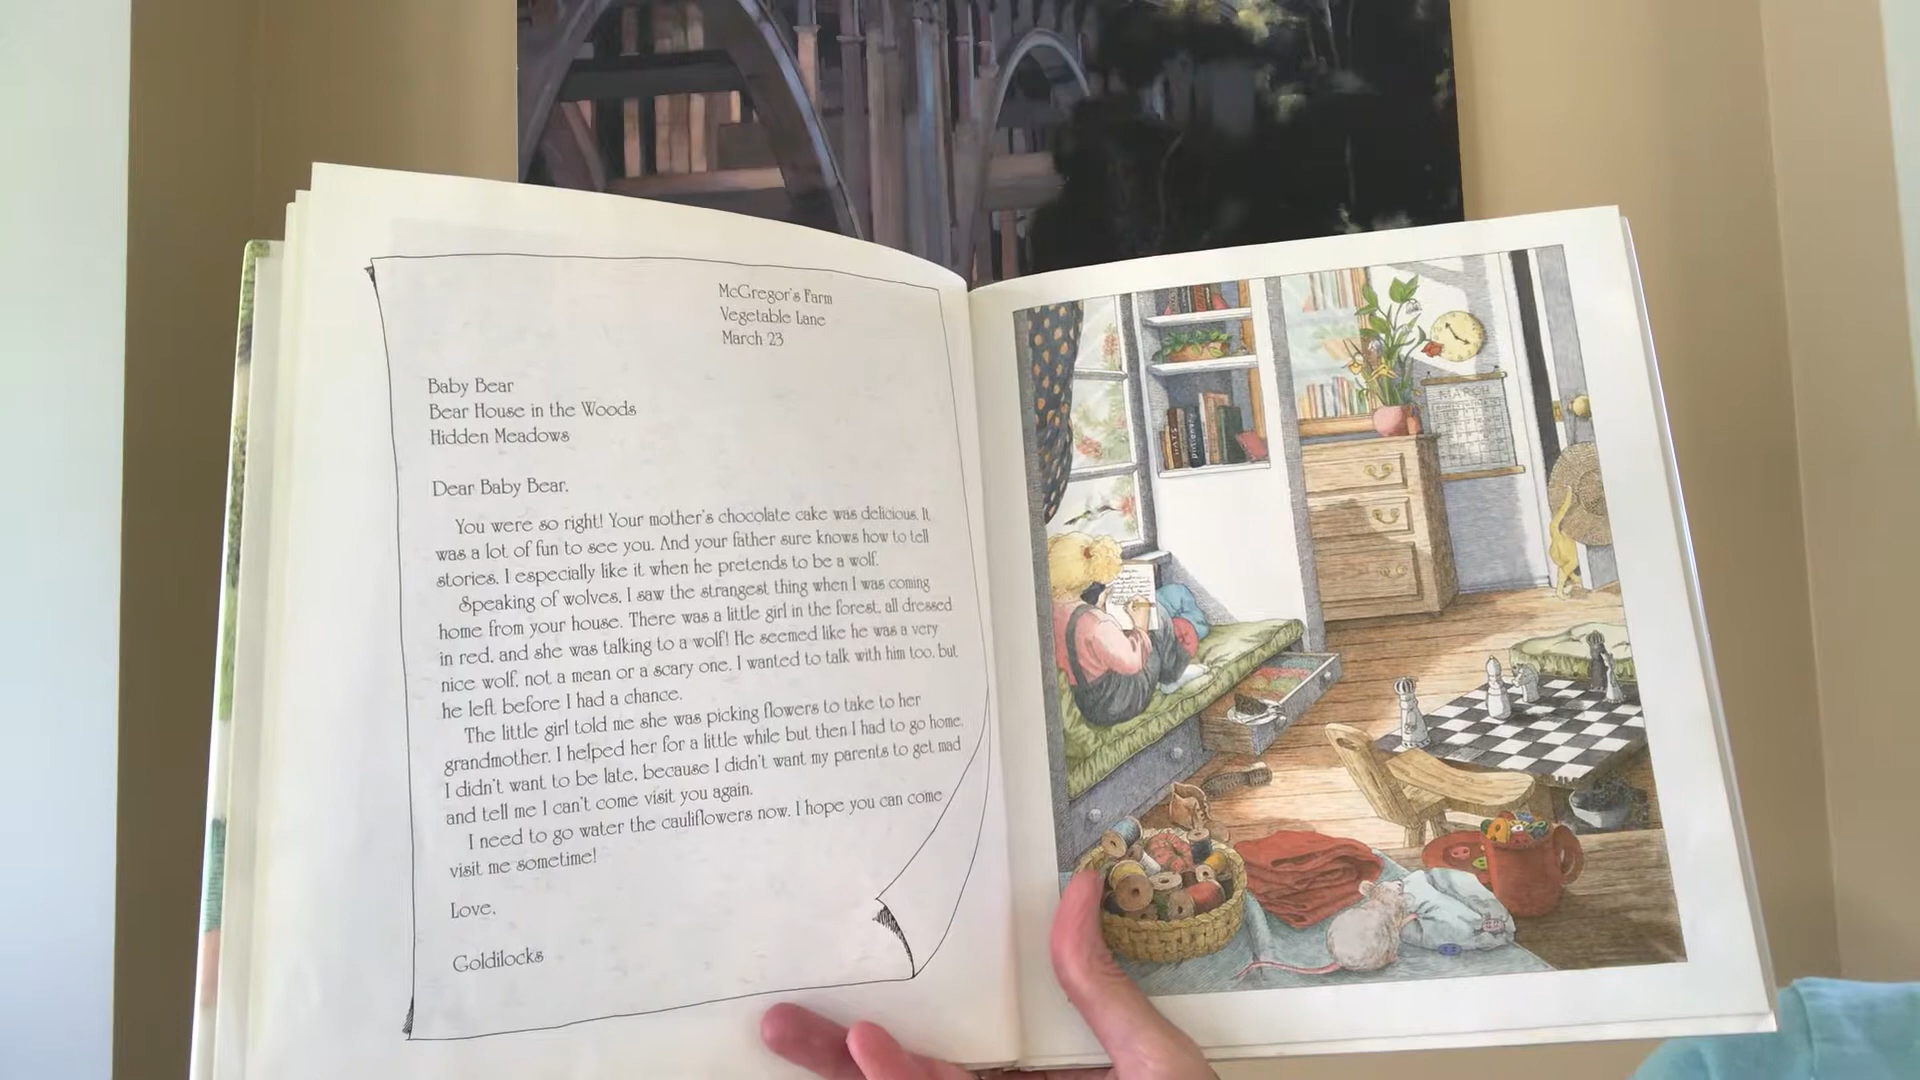 McGregor's Farm
Vegetable Lane
March 23
Baby Bear
Bear House in the Woods
Hidden Meadows
Dear Baby Bear,
You were so right! Your mother's chocolate cake was delicious. It
was a lot of fun to see you. And your father sure knows how to tell
stories. I especially like it when he pretends to be a wolf.
Speaking of wolves, I saw the strangest thing when I was coming
home from your house. There was a little girl in the forest, all dressed
in red, and she was talking to a wolf! He seemed like he was a very
nice wolf, not a mean or a scary one. I wanted to talk with him too, but
he left before I had a chance.
The little girl told me she was picking flowers to take to her
grandmother. I helped her for a little while but then I had to go home.
I didn't want to be late, because I didn't want my parents to get mad
and tell me I can't come visit you again.
I need to go water the cauliflowers now. I hope you can come
visit me sometime!
Love,
Goldilocks
MARCH